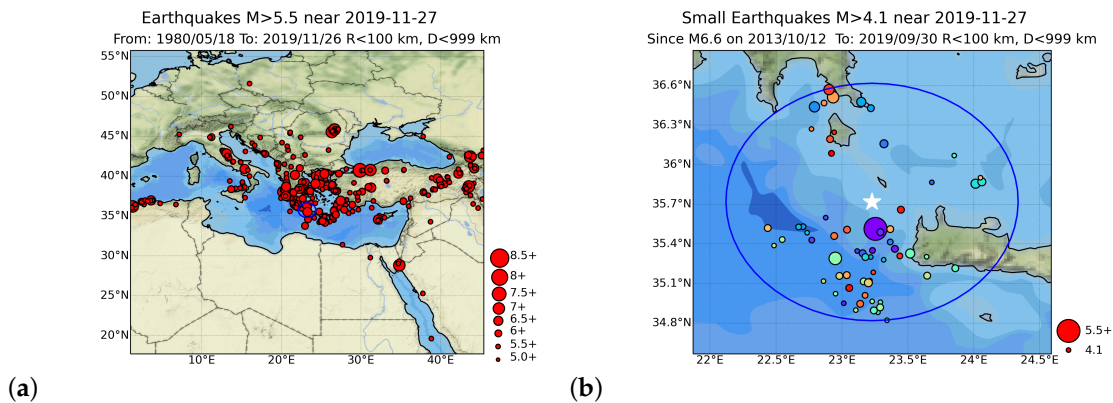 Earthquakes M>5.5 near 2019-11-27
From: 1980/05/18 To: 2019/11/26 R<100 km, D<999 km
55°N
50°N
45°N
40°N
35°N
30°N
25°N
20°N
10°E
20°E
30°E
40°E
8.5+
8+
7.5+
7+
6.5+
6+
5.5+
5.0+
(a)
Small Earthquakes M>4.1 near 2019-11-27
Since M6.6 on 2013/10/12 To: 2019/09/30 R<100 km, D<999 km
36.6°N
36.3°N
36°N
35.7°N
35.4°N
35.1°N
34.8°N
22°E
22.5°E
23°E
23.5°E
24°E
24.5°E
5.5+
4.1
(b)